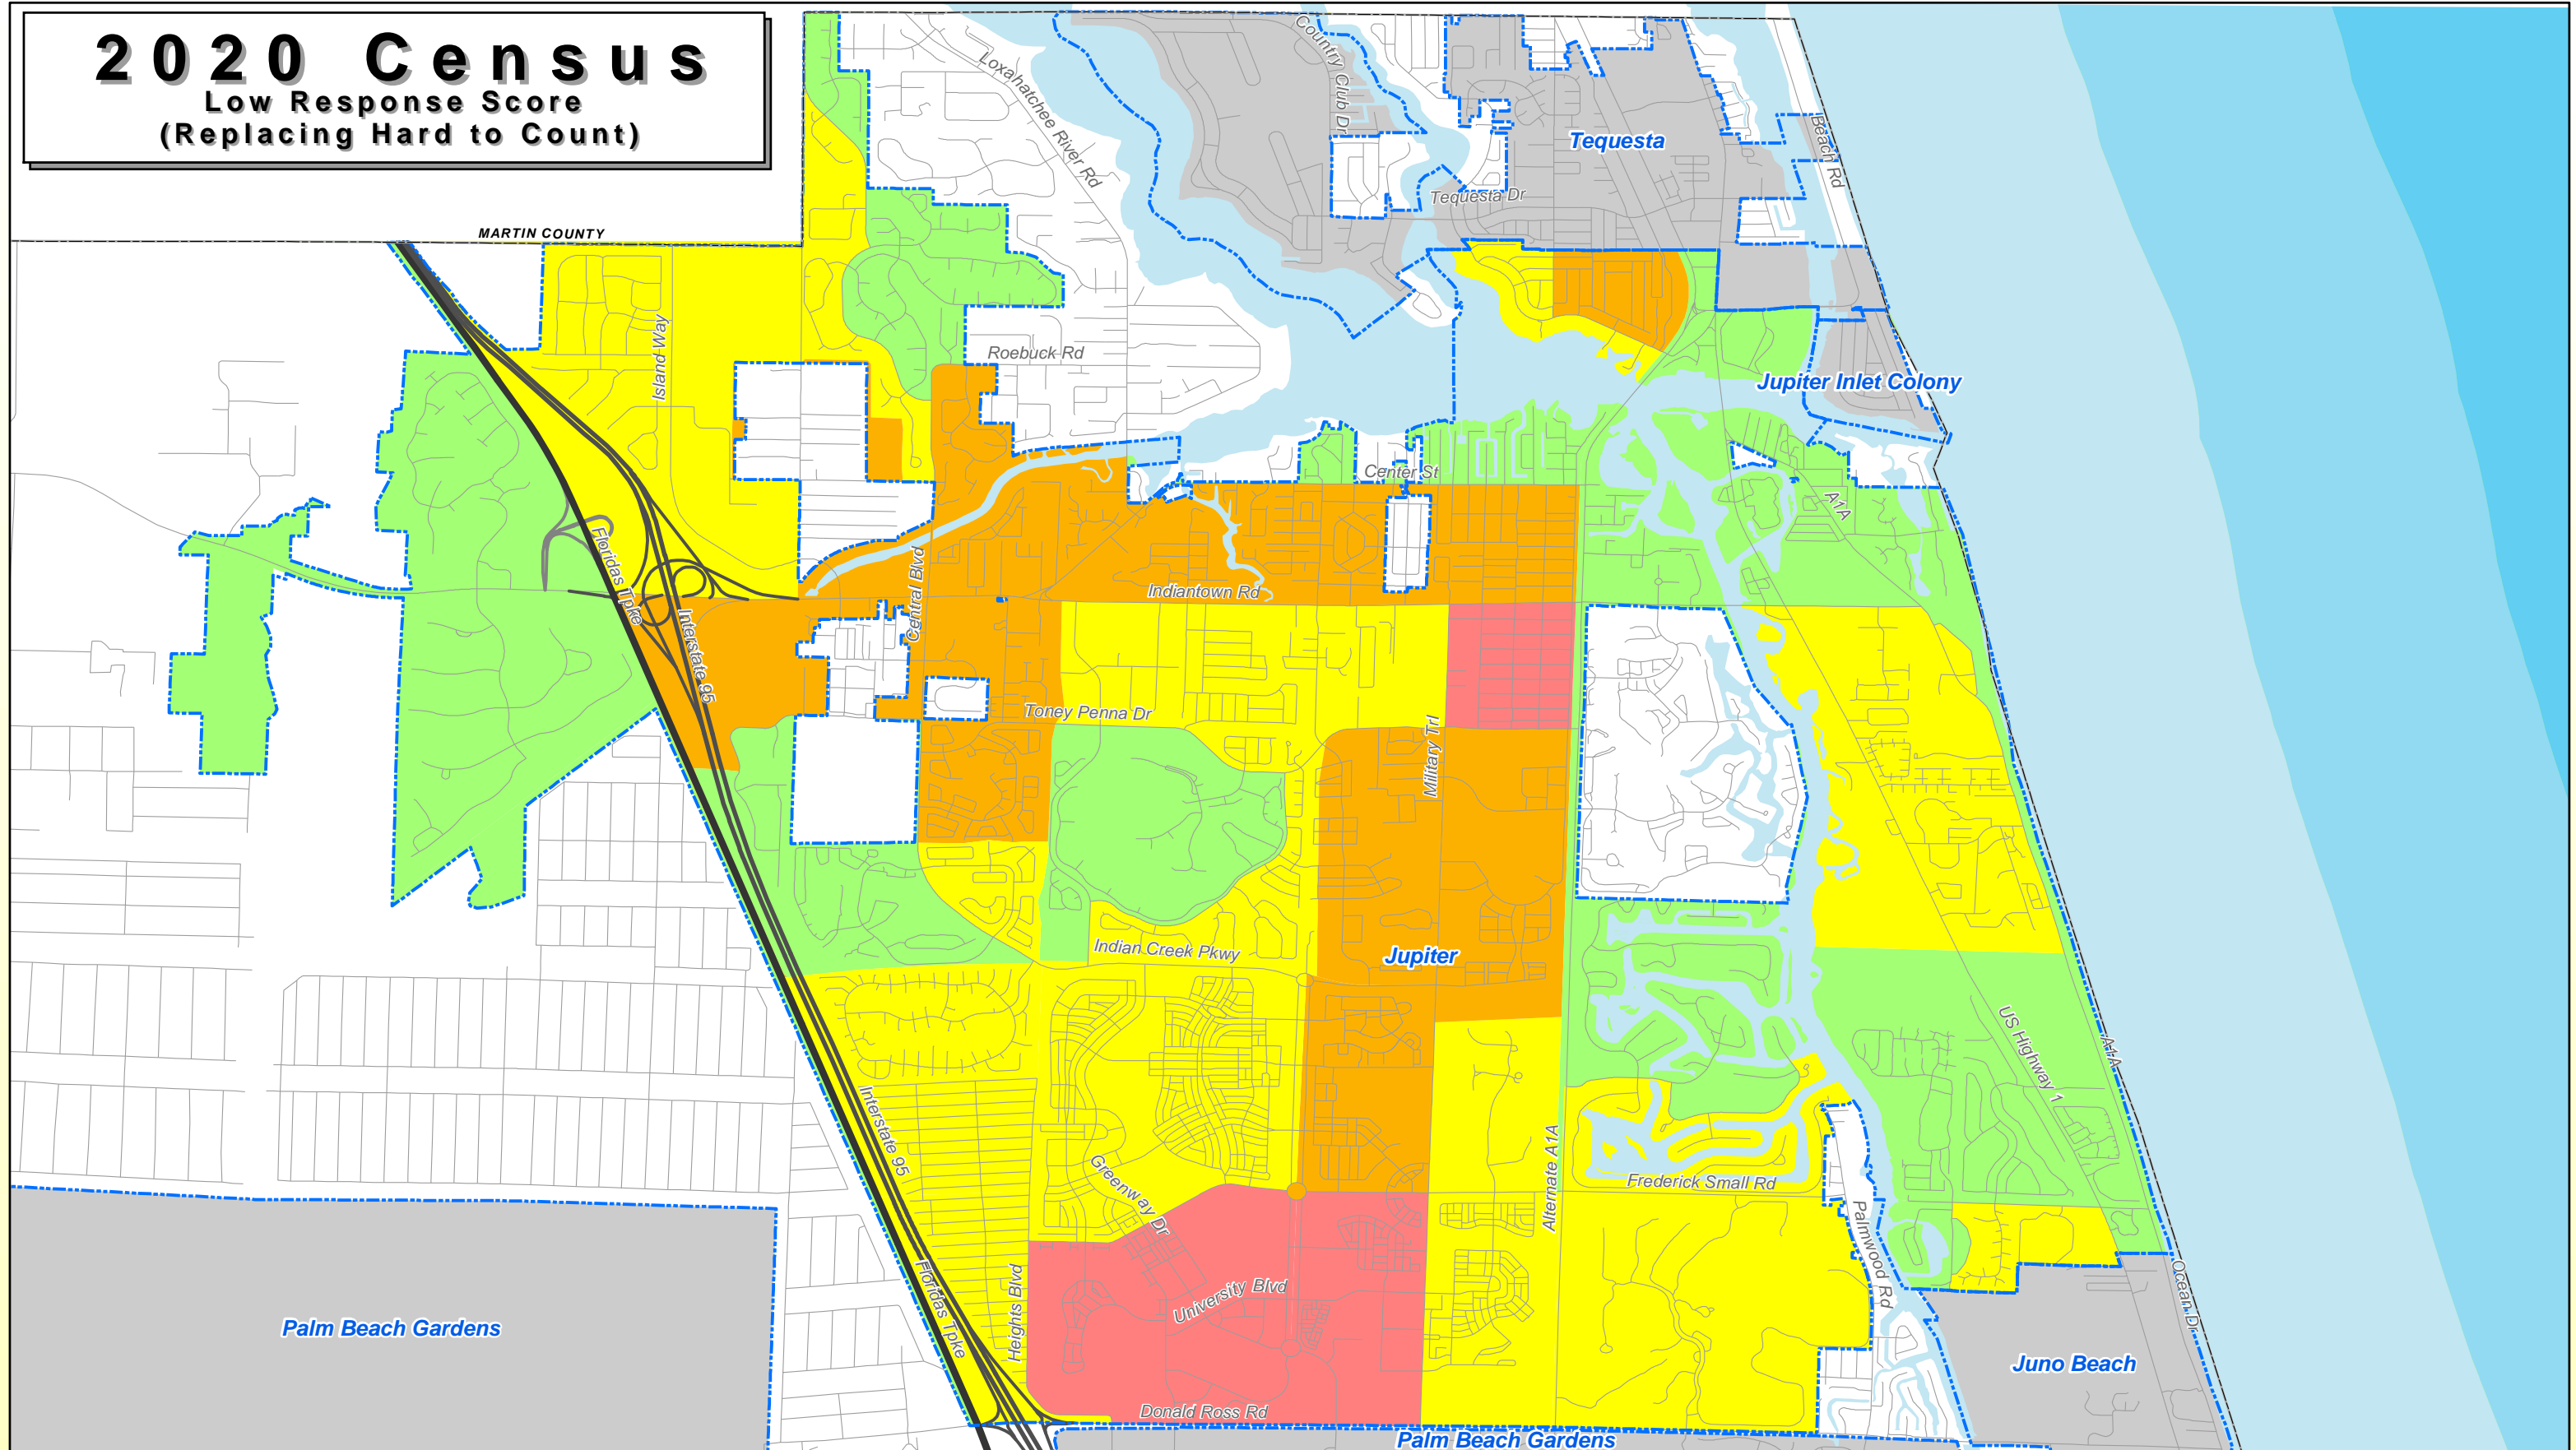 2020 Census
Low Response Score
(Replacing Hard to Count)
MARTIN COUNTY
Loxahatchee River Rd
Country Club Dr
Tequesta
Beach Rd
Tequesta Dr
Island Way
Roebuck Rd
Jupiter Inlet Colony
Center St
A1A
Floridas Tpke
Interstate 95
Central Blvd
Indiantown Rd
Toney Penna Dr
Military Trl
Indian Creek Pkwy
Jupiter
US Highway 1
A1A
Interstate 95
Greenway Dr
Alternate A1A
Frederick Small Rd
Palmwood Rd
Floridas Tpke
Heights Blvd
University Blvd
Ocean Dr
Palm Beach Gardens
Juno Beach
Donald Ross Rd
Palm Beach Gardens